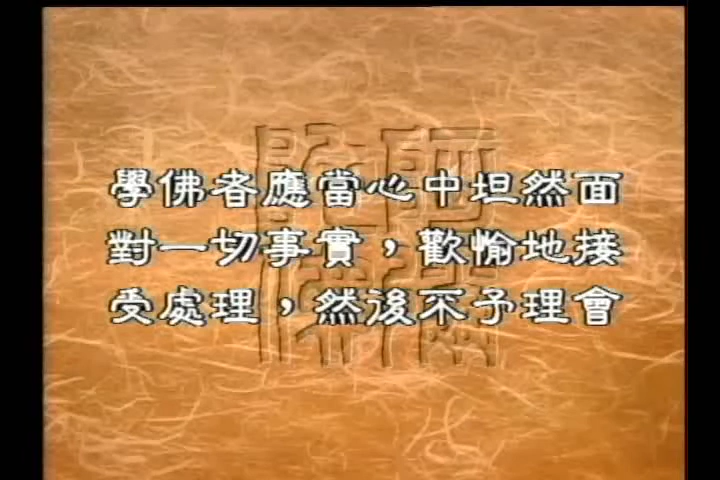 學佛者應當心中坦然面
對一切事實，歡愉地接
受處理，然後不予理會